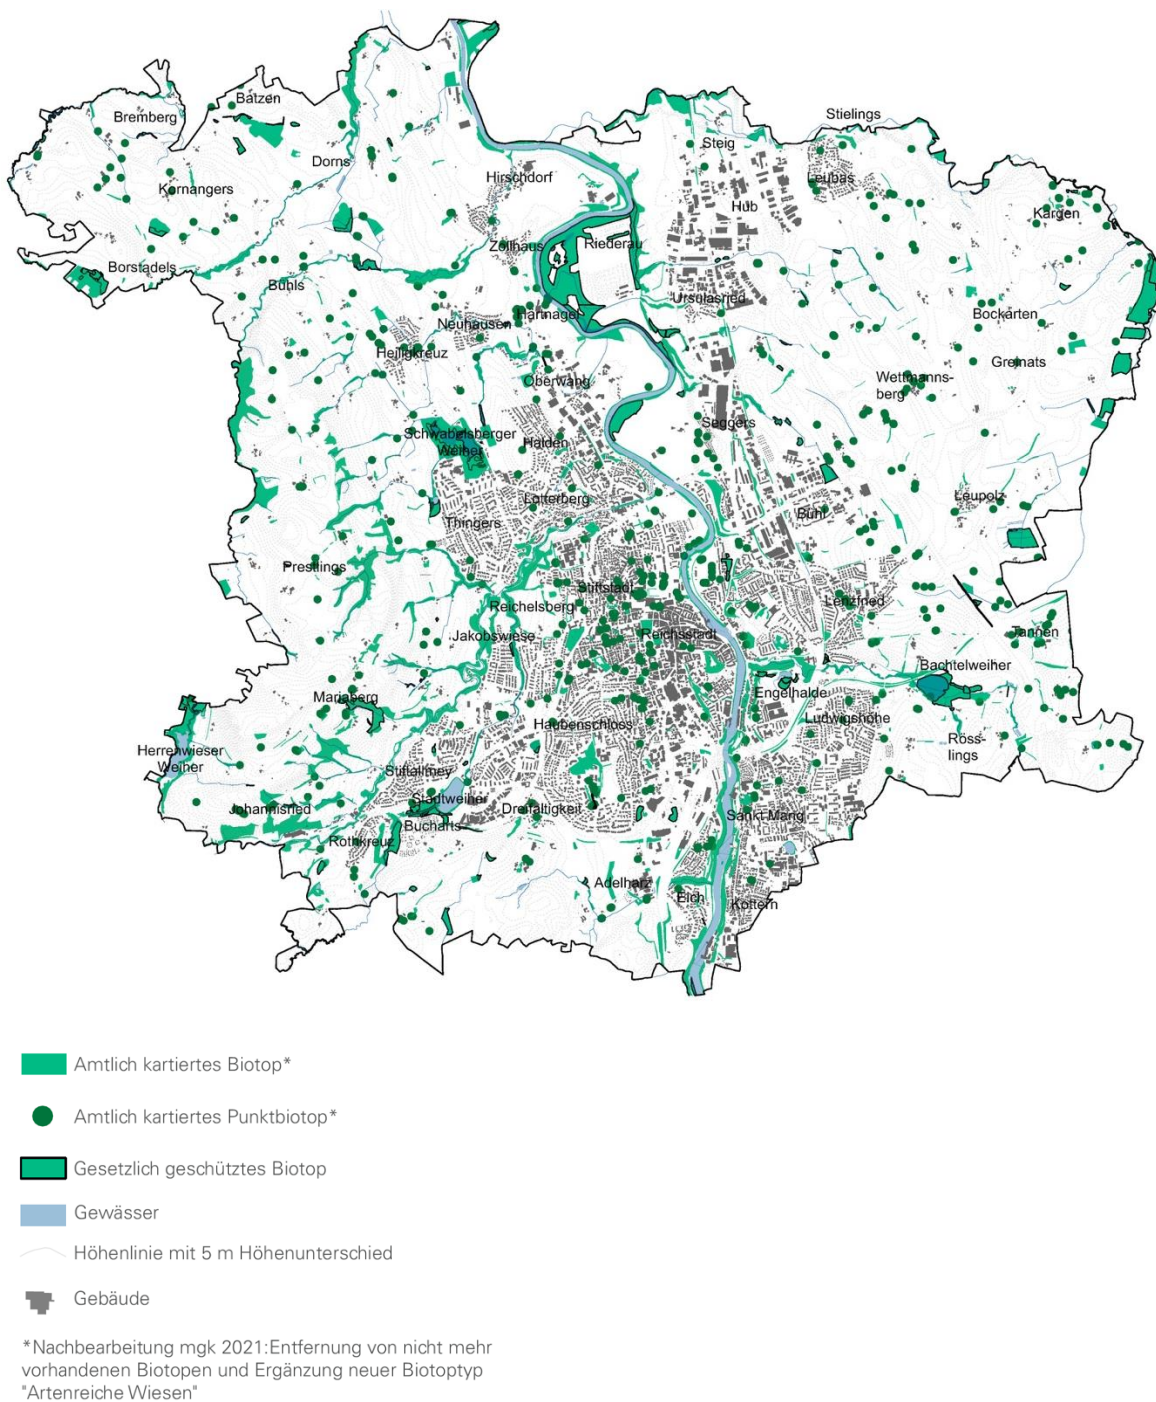 Stielings
Batzen
Bremberg
Steig
Dorns
Hirschdorf
Leubas
Kornangers
Hub
Kargen
Zollhaus
Riederau
Borstadels
Bühls
Ursulasried
Hartnagel
Bockarten
Neuhausen
Heiligkreuz
Greinats
Oberwang
Wettmanns-
berg
Seggers
Schwabelsberger
Weiher
Halden
Lotterberg
Leupolz
Bühl
Thingers
Prestlings
Stiftstadt
Reichelsberg
Lenzfried
Jakobswiese
Reichsstadt
Tannen
Bachtelweiher
Mariaberg
Engelhalde
Ludwigshöhe
Haubenschloss
Röss-
lings
Herrenwieser
Weiher
Stiftallmey
Stadtweiher
Johannisried
Dreifaltigkeit
Sankt Mang
Bucharts
Rothkreuz
Adelharz
Eich
Kottern
Amtlich kartiertes Biotop*
Amtlich kartiertes Punktbiotop*
Gesetzlich geschütztes Biotop
Gewässer
Höhenlinie mit 5 m Höhenunterschied
Gebäude
*Nachbearbeitung mgk 2021:Entfernung von nicht mehr
vorhandenen Biotopen und Ergänzung neuer Biotoptyp
"Artenreiche Wiesen"